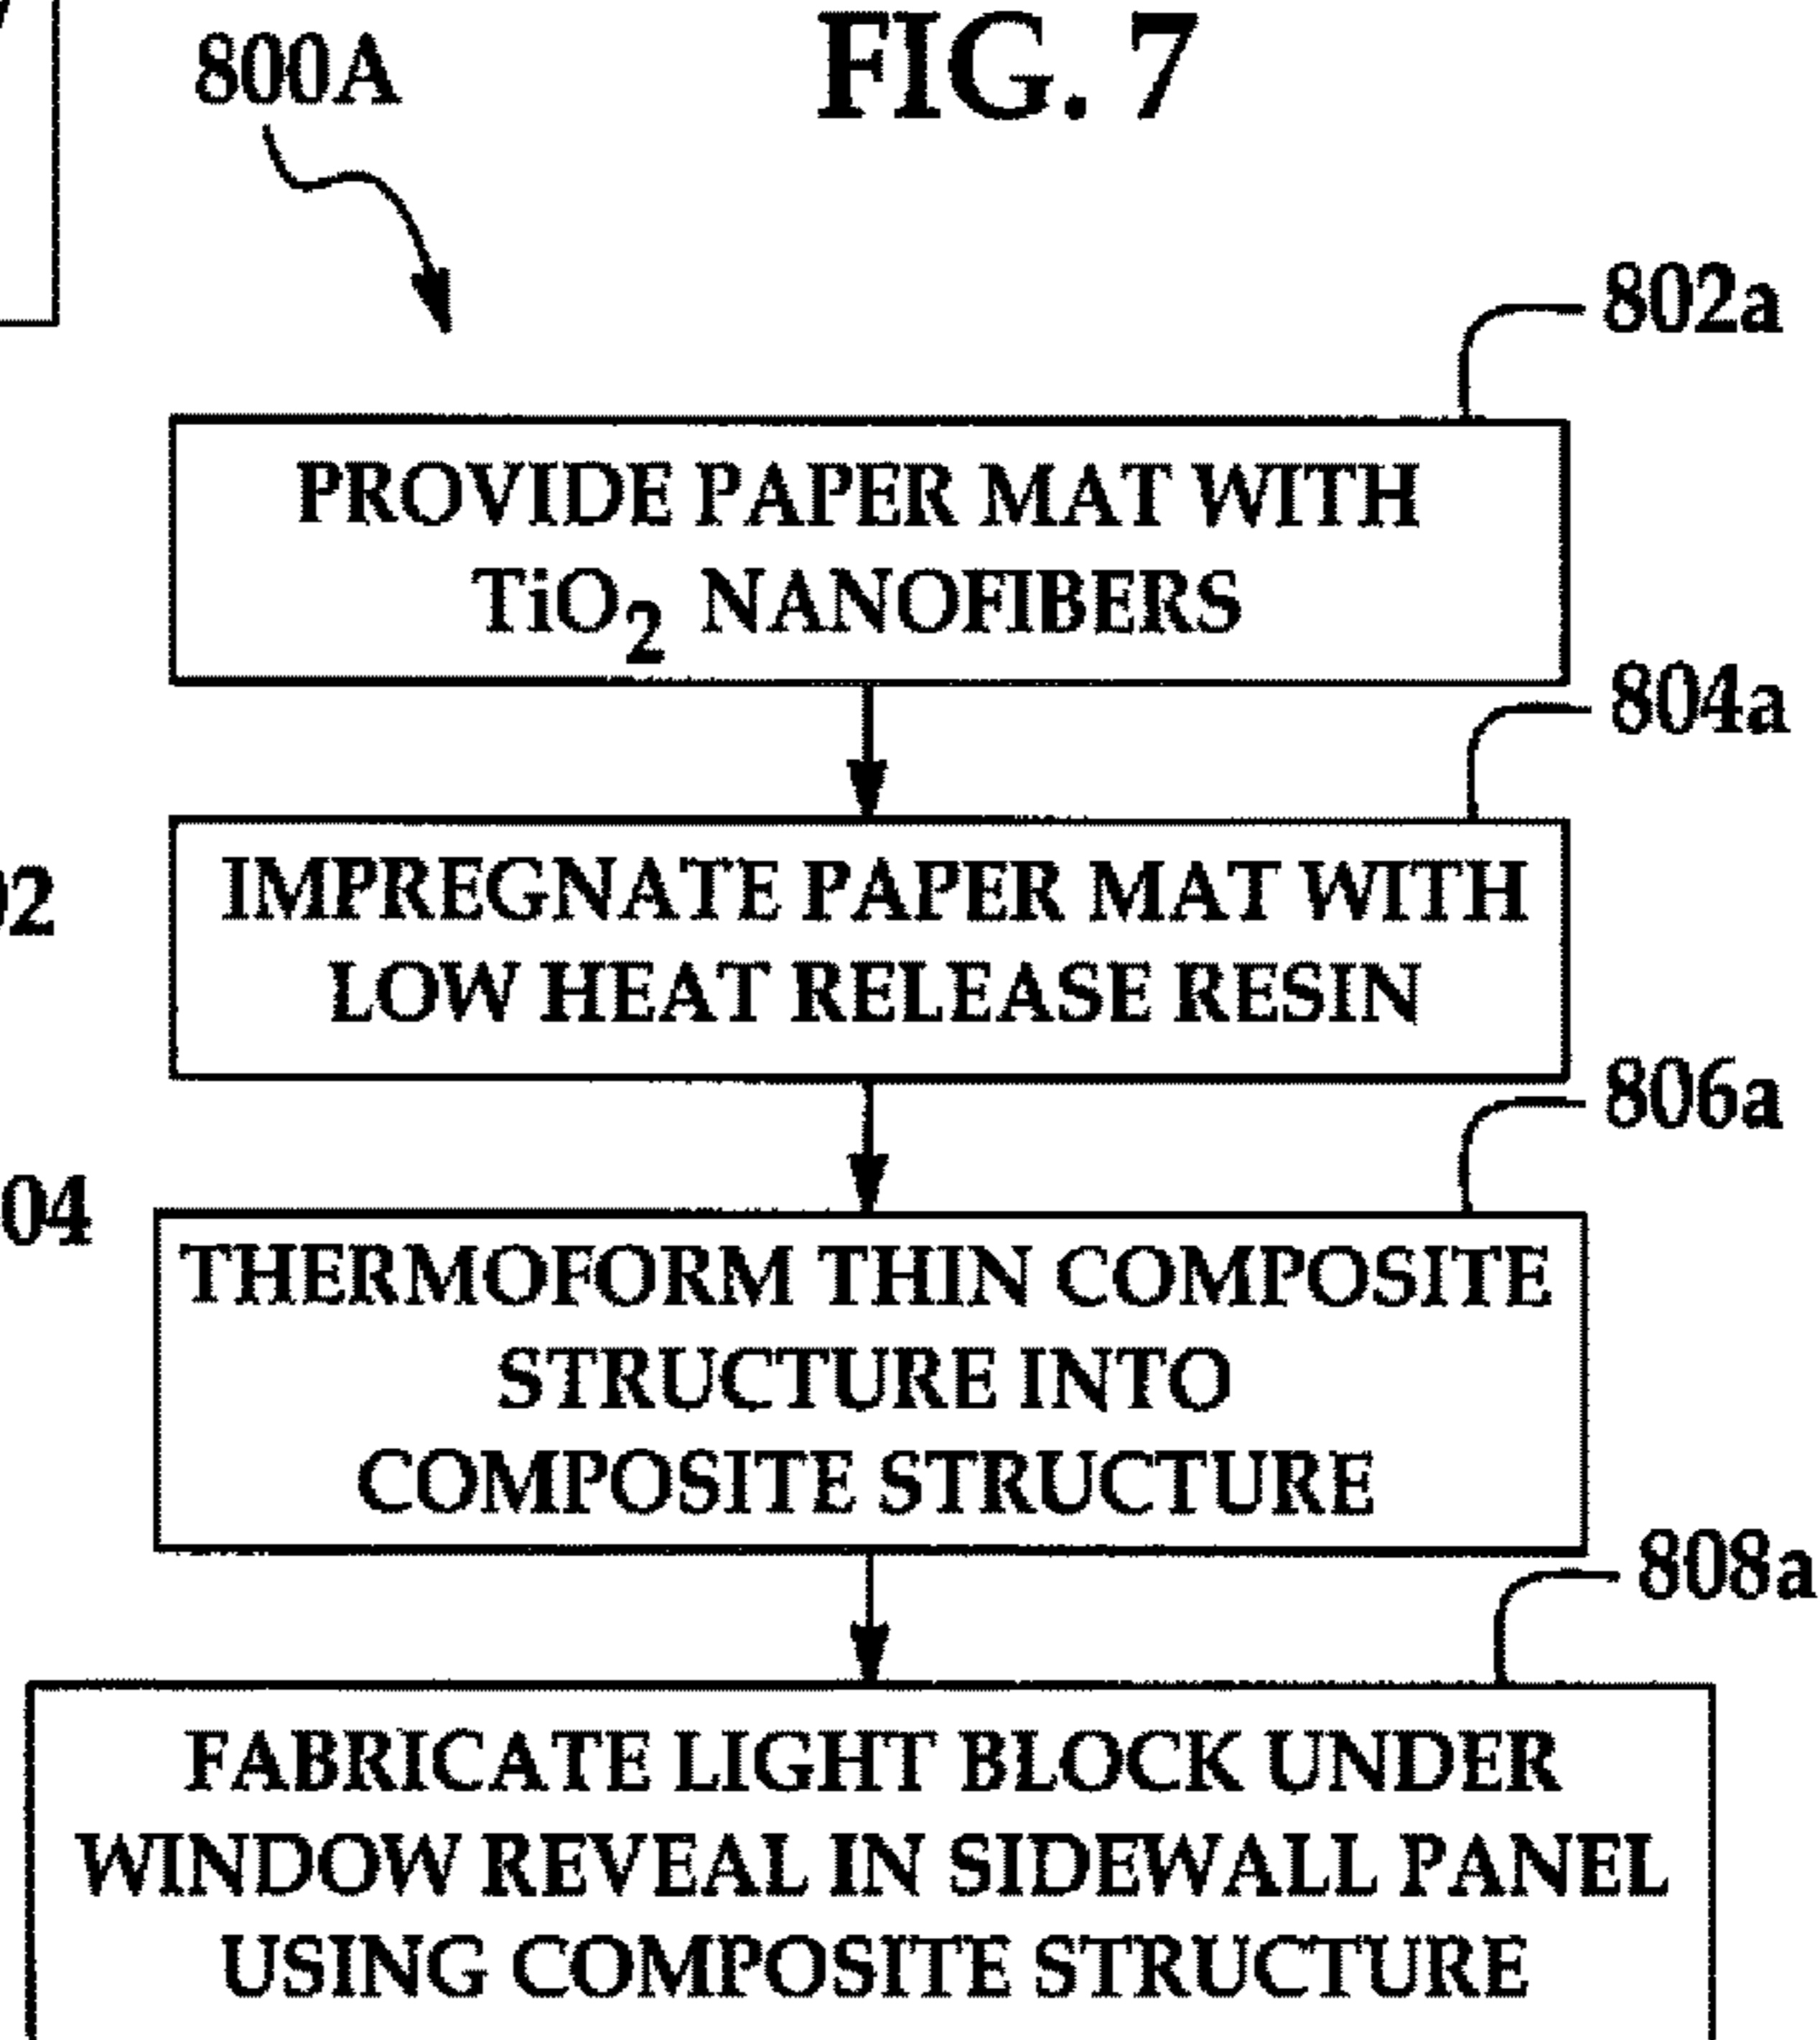 FIG. 7
800A
802a
PROVIDE PAPER MAT WITH
TiO2 NANOFIBERS
804a
IMPREGNATE PAPER MAT WITH
LOW HEAT RELEASE RESIN
02
806a
THERMOFORM THIN COMPOSITE
STRUCTURE INTO
COMPOSITE STRUCTURE
04
808a
FABRICATE LIGHT BLOCK UNDER
WINDOW REVEAL IN SIDEWALL PANEL
USING COMPOSITE STRUCTURE